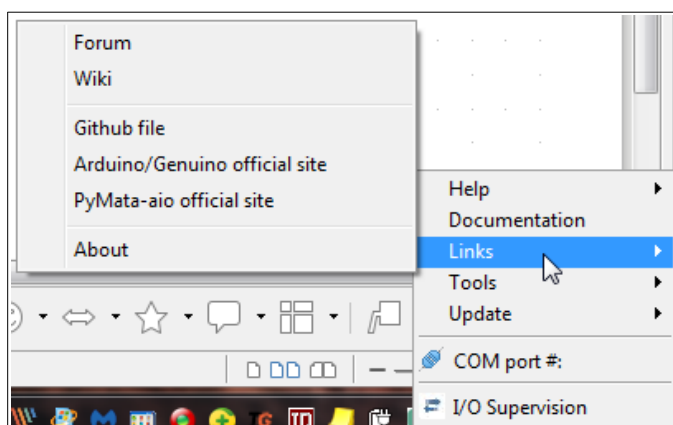 Forum
Wiki
Github file
Arduino/Genuino official site
PyMata-aio official site
About
Help
Documentation
Links
Tools
Update
COM port #:
I/O Supervision
TG